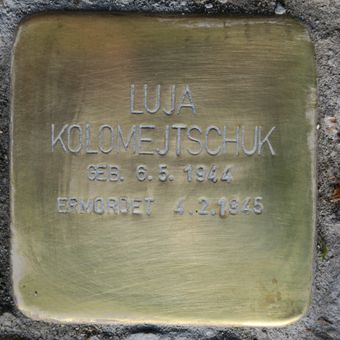 LUJA
KOLOMEJTSCHUK
GEB. 6.5. 1944
ERMORDET 4.2.1945